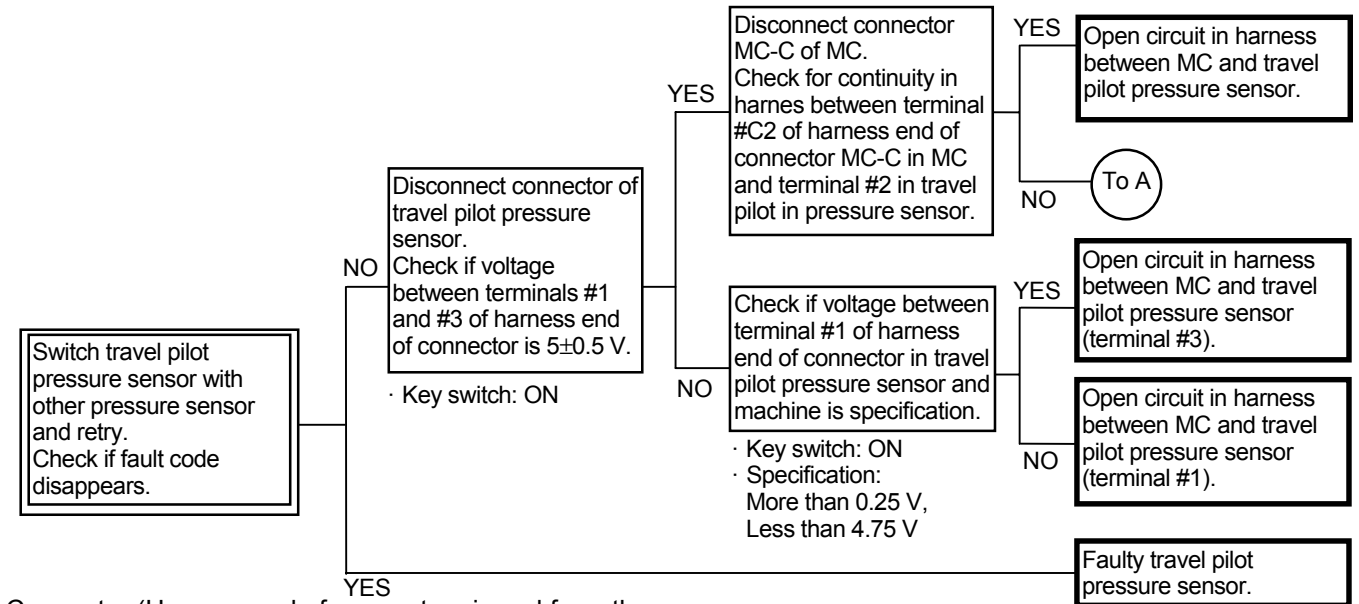 Switch travel pilot
pressure sensor with
other pressure sensor
and retry.
Check if fault code
disappears.
NO
YES
Disconnect connector of
travel pilot pressure
sensor.
Check if voltage
between terminals #1
and #3 of harness end
of connector is 5±0.5 V.
· Key switch: ON
YES
NO
Disconnect connector
MC-C of MC.
Check for continuity in
harnes between terminal
#C2 of harness end of
connector MC-C in MC
and terminal #2 in travel
pilot in pressure sensor.
YES
NO
Open circuit in harness
between MC and travel
pilot pressure sensor.
To A
Check if voltage between
terminal #1 of harness
end of connector in travel
pilot pressure sensor and
machine is specification.
· Key switch: ON
· Specification:
More than 0.25 V,
Less than 4.75 V
YES
NO
Open circuit in harness
between MC and travel
pilot pressure sensor
(terminal #3).
Open circuit in harness
between MC and travel
pilot pressure sensor
(terminal #1).
Faulty travel pilot
pressure sensor.